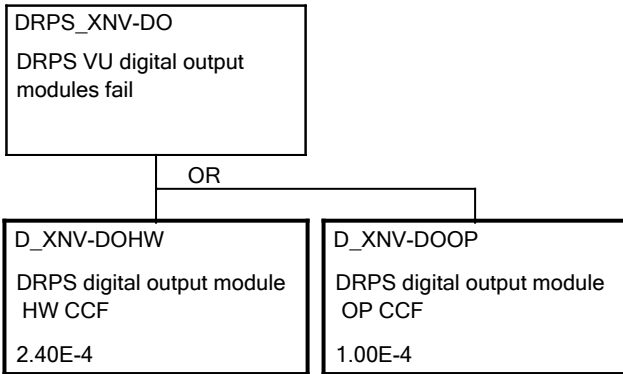 DRPS_XNV-DO
DRPS VU digital output
modules fail
OR
D_XNV-DOHW
DRPS digital output module
HW CCF
2.40E-4
D_XNV-DOOP
DRPS digital output module
OP CCF
1.00E-4